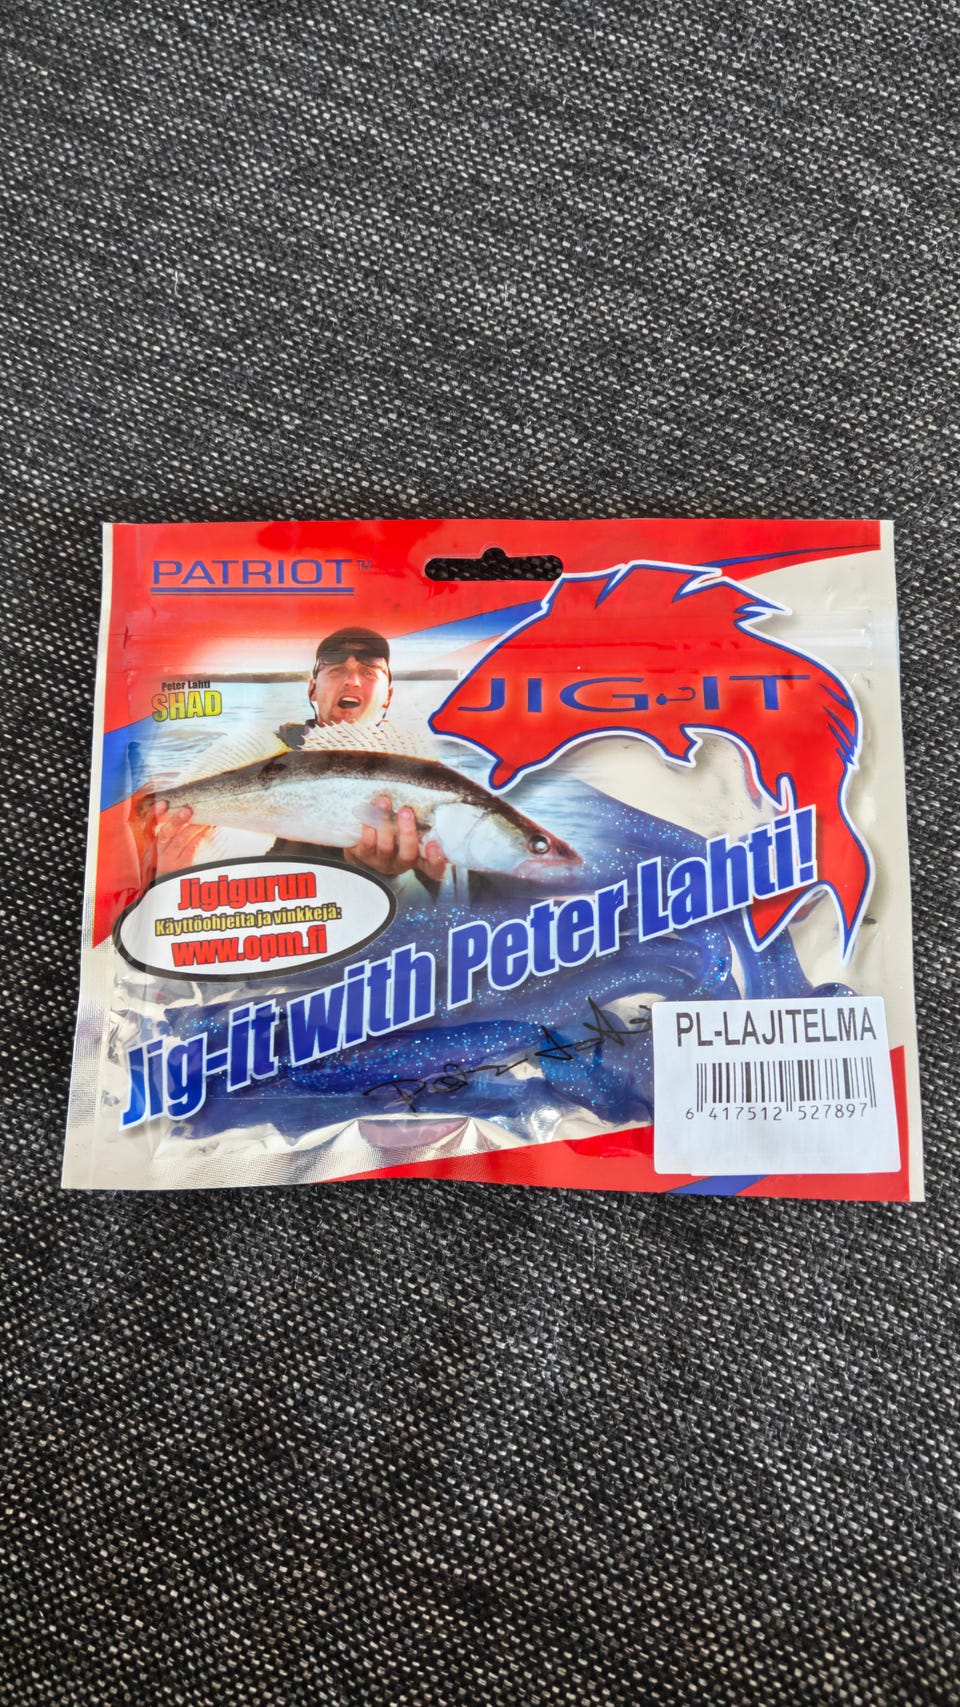 PATRIOT™
JIG-IT
Peter Lahti
SHAD
Jigigurun
Käyttöohjeita ja vinkkejä:
www.opm.fi
Jig-it with Peter Lahti!
PL-LAJITELMA
6 417512 527897